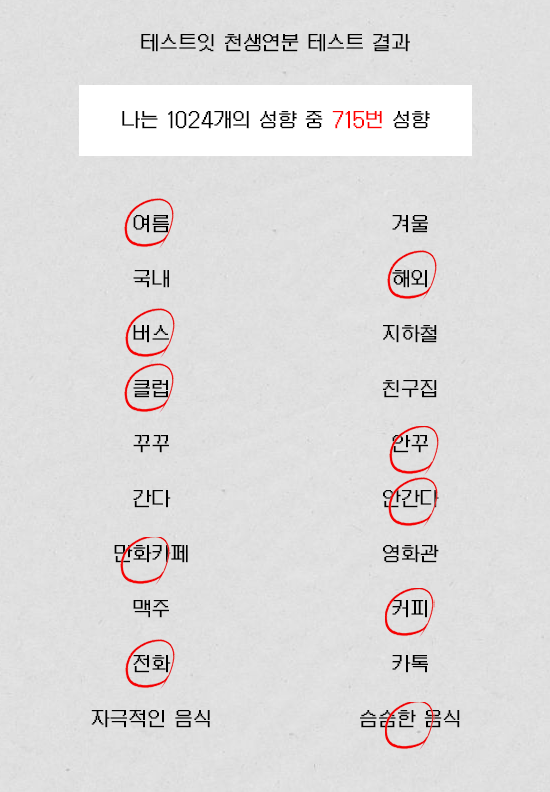 테스트잇 천생연분 테스트 결과
나는 1024개의 성향 중 715번 성향
여름 겨울
국내 해외
버스 지하철
클럽 친구집
꾸꾸 안꾸
간다 안간다
만화카페 영화관
맥주 커피
전화 카톡
자극적인 음식 슴슴한 음식